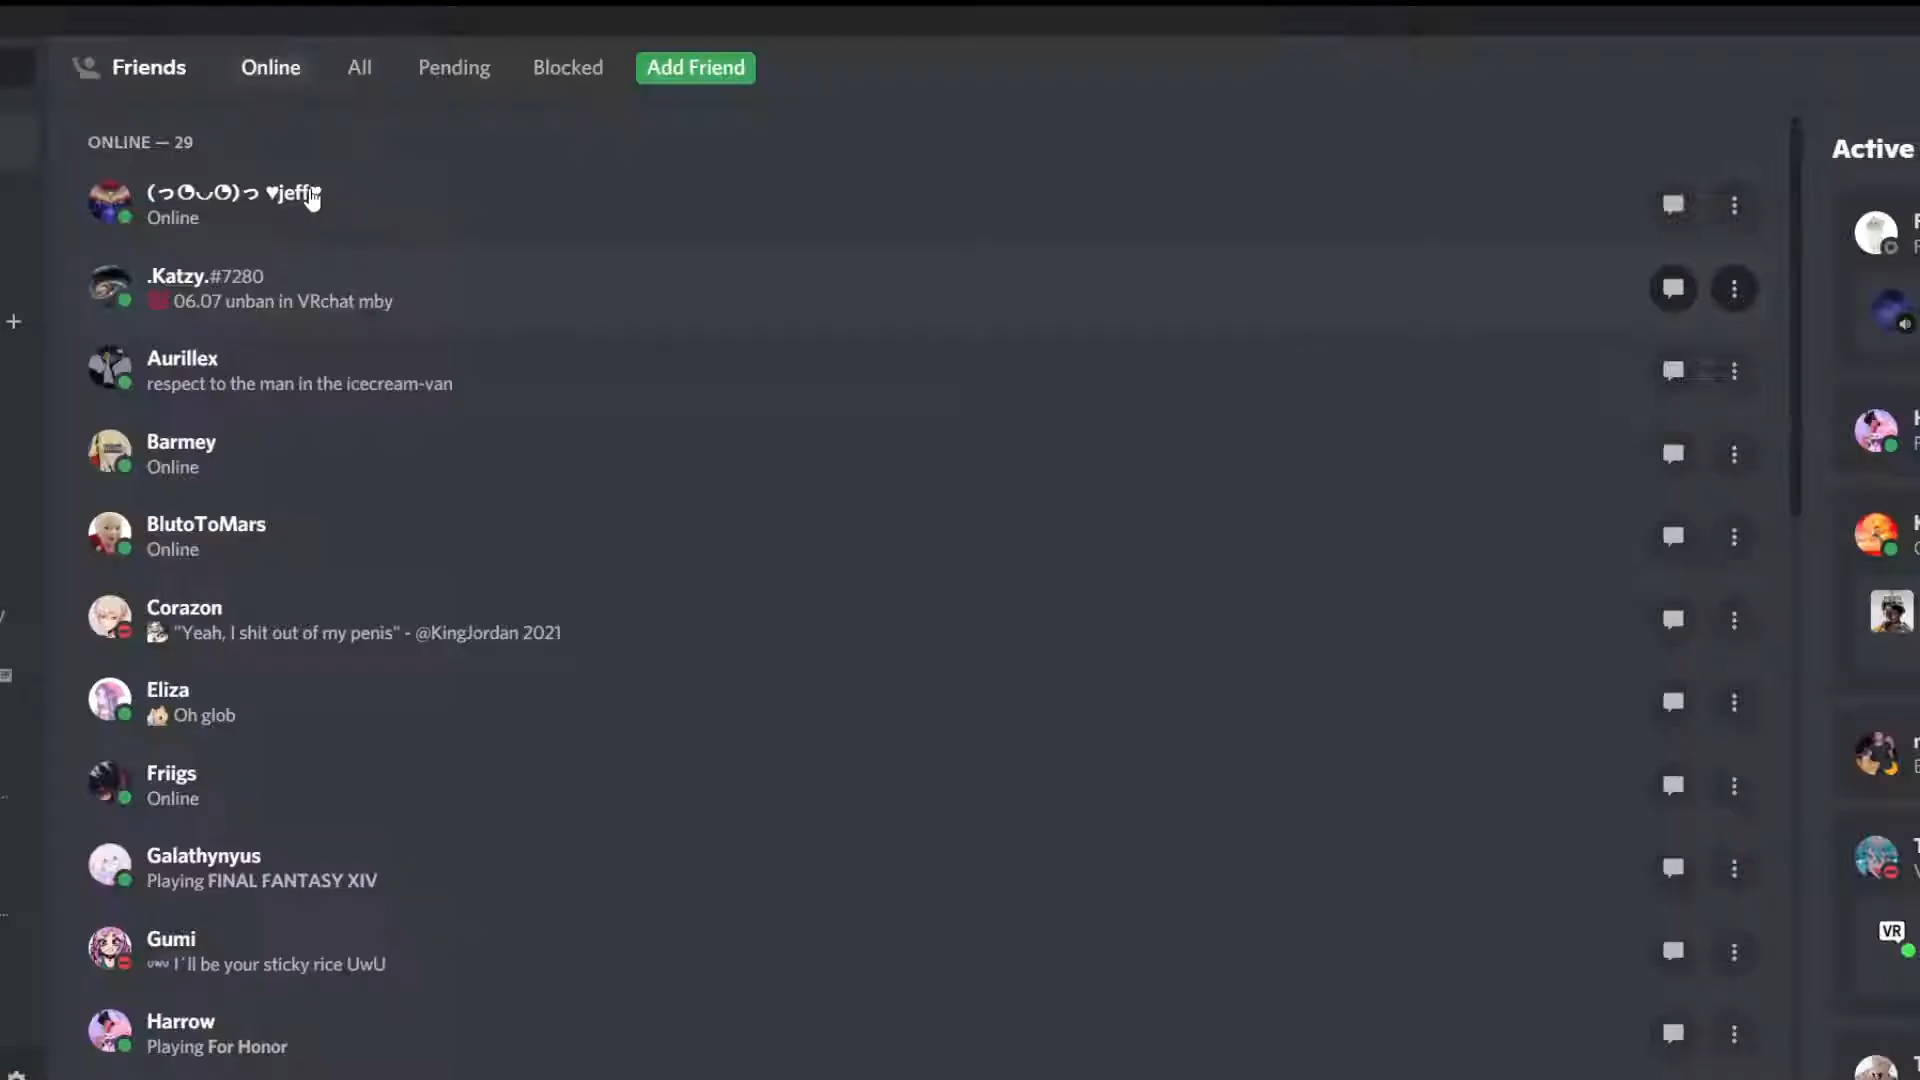 Friends Online All Pending Blocked Add Friend
ONLINE — 29
Active
(っ◔◡◔)っ ♥jeff♥
Online
.Katzy.#7280
06.07 unban in VRchat mby
Aurillex
respect to the man in the icecream-van
Barmey
Online
BlutoToMars
Online
Corazon
"Yeah, I shit out of my penis" - @KingJordan 2021
Eliza
Oh glob
Friigs
Online
Galathynyus
Playing FINAL FANTASY XIV
VR
Gumi
uwu I´ll be your sticky rice UwU
Harrow
Playing For Honor